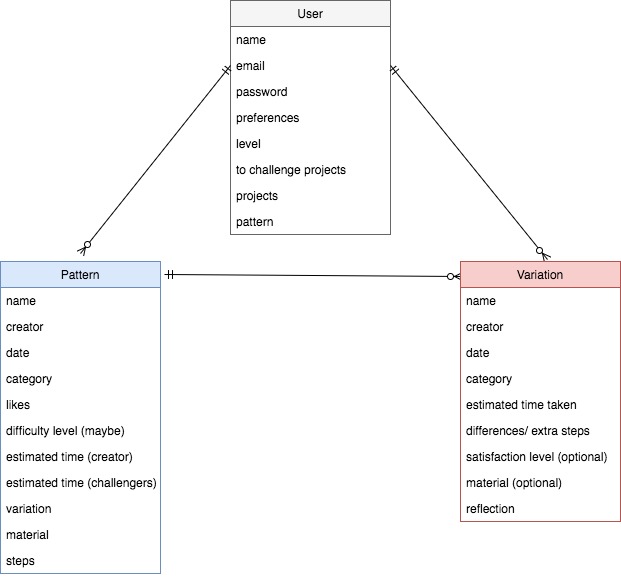 User
name
email
password
preferences
level
to challenge projects
projects
pattern
Pattern
name
creator
date
category
likes
difficulty level (maybe)
estimated time (creator)
estimated time (challengers)
variation
material
steps
Variation
name
creator
date
category
estimated time taken
differences/ extra steps
satisfaction level (optional)
material (optional)
reflection